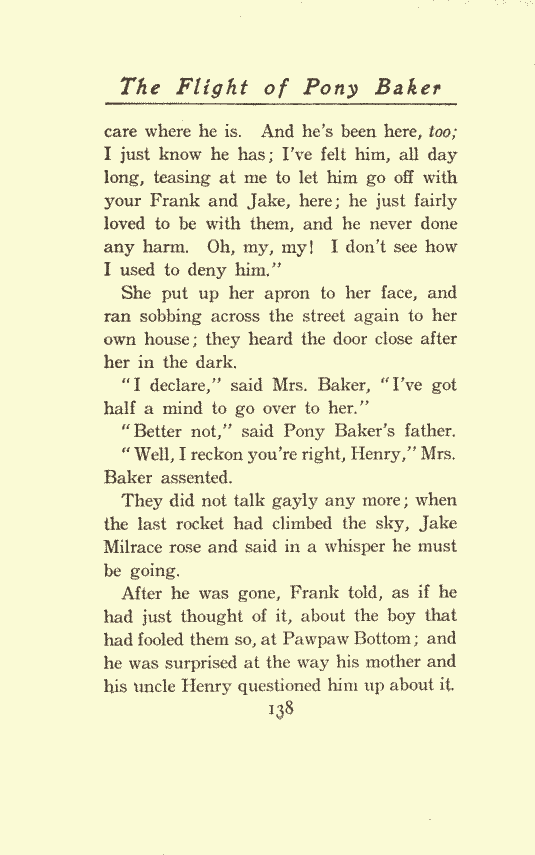 The Flight of Pony Baker
care where he is. And he's been here, too;
I just know he has; I've felt him, all day
long, teasing at me to let him go off with
your Frank and Jake, here; he just fairly
loved to be with them, and he never done
any harm. Oh, my, my! I don't see how
I used to deny him."
She put up her apron to her face, and
ran sobbing across the street again to her
own house; they heard the door close after
her in the dark.
"I declare," said Mrs. Baker, "I've got
half a mind to go over to her."
"Better not," said Pony Baker's father.
"Well, I reckon you're right, Henry," Mrs.
Baker assented.
They did not talk gayly any more; when
the last rocket had climbed the sky, Jake
Milrace rose and said in a whisper he must
be going.
After he was gone, Frank told, as if he
had just thought of it, about the boy that
had fooled them so, at Pawpaw Bottom; and
he was surprised at the way his mother and
his uncle Henry questioned him up about it.
138